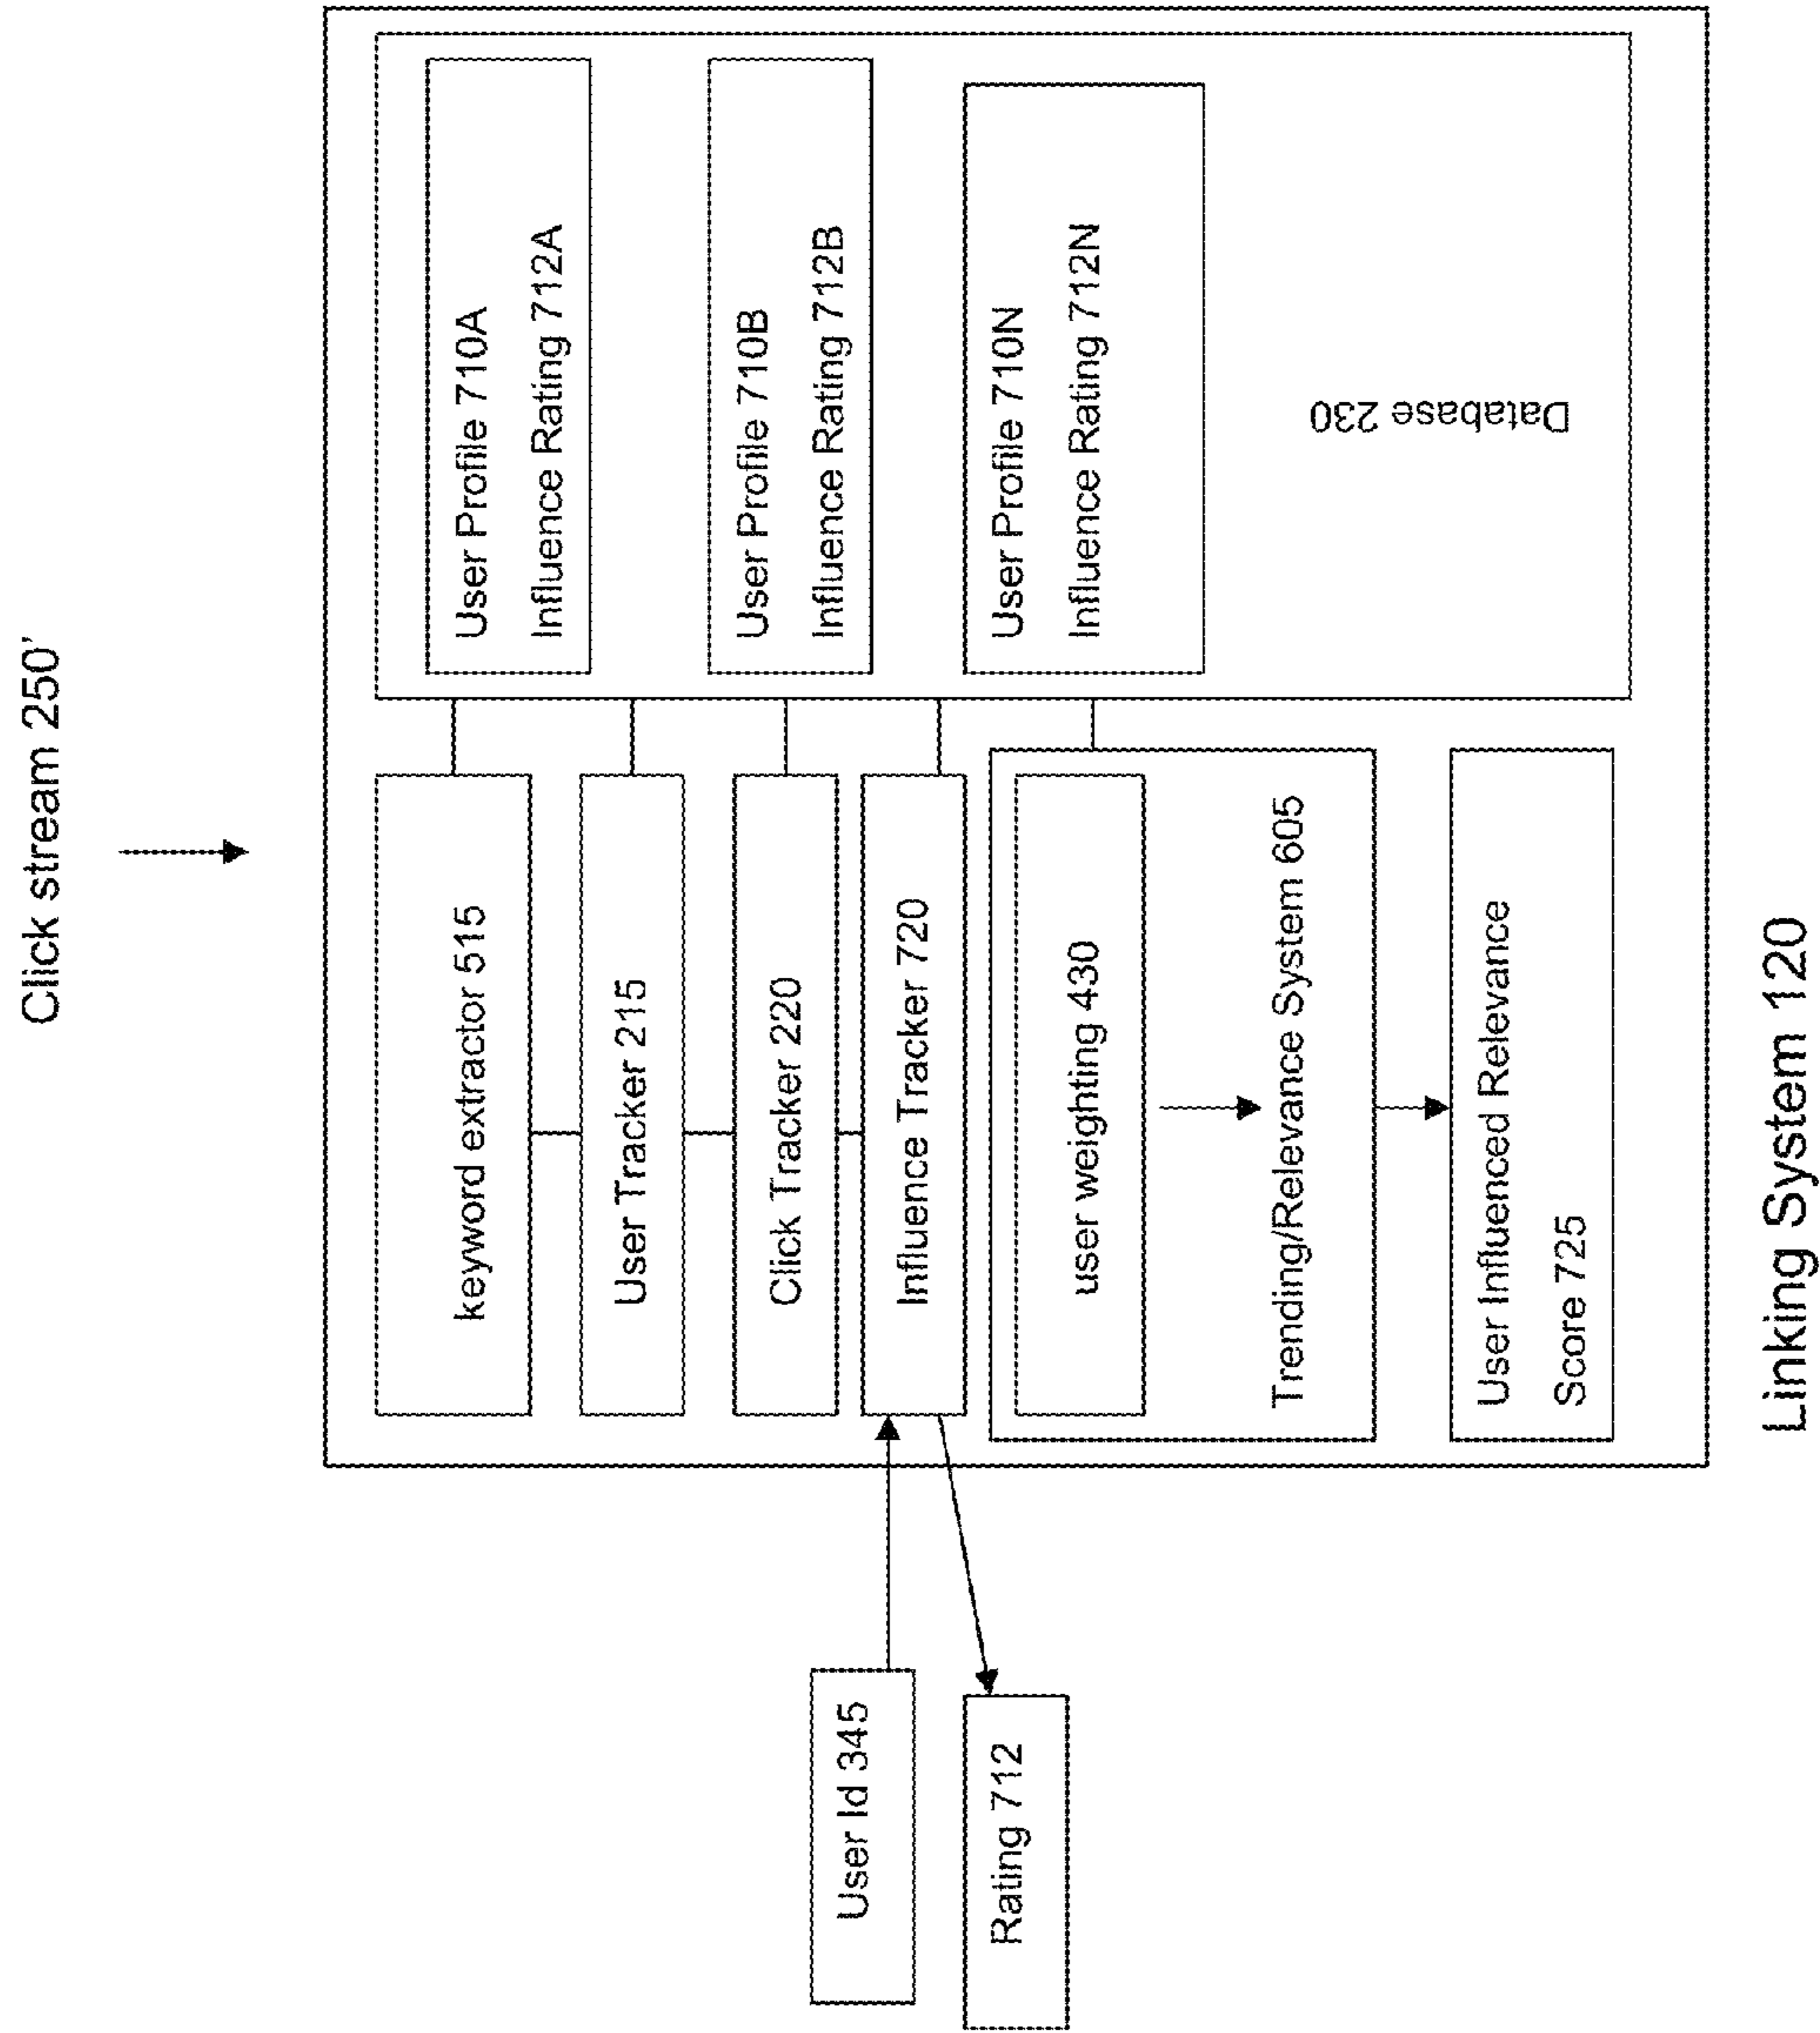 Click stream 250'
keyword extractor 515
User Tracker 215
Click Tracker 220
Influence Tracker 720
user weighting 430
Trending/Relevance System 605
User Influenced Relevance
Score 725
User Profile 710A
Influence Rating 712A
User Profile 710B
Influence Rating 712B
User Profile 710N
Influence Rating 712N
Database 230
User Id 345
Rating 712
Linking System 120